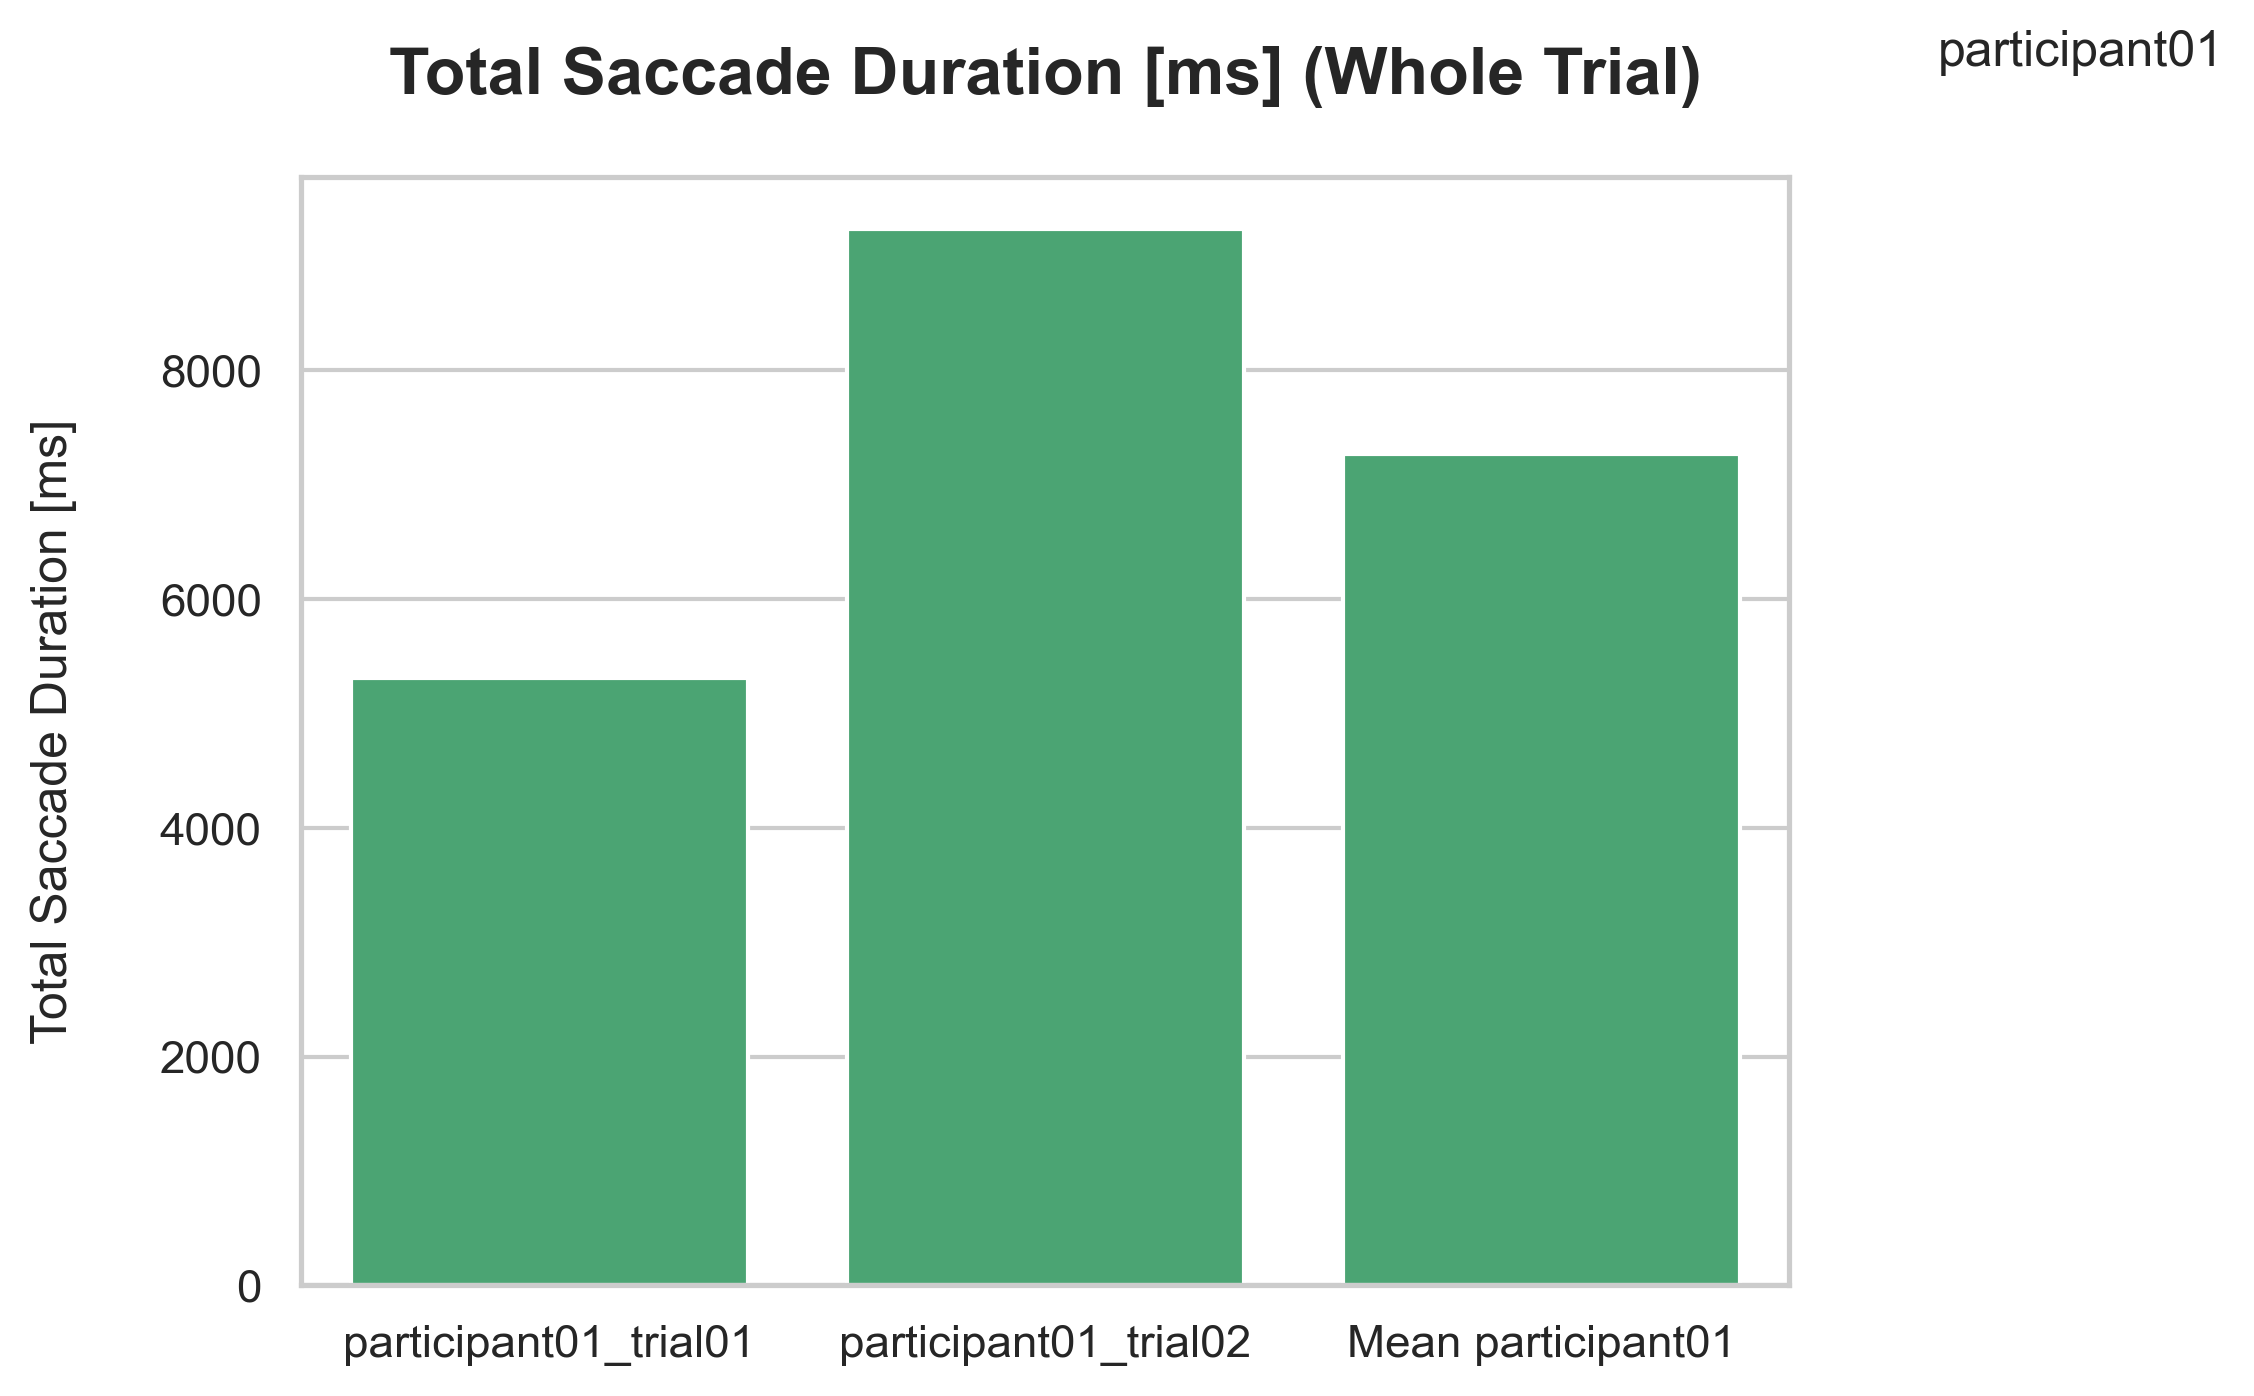 participant01
Total Saccade Duration [ms] (Whole Trial)
Total Saccade Duration [ms]
8000
6000
4000
2000
0
participant01_trial01
participant01_trial02
Mean participant01